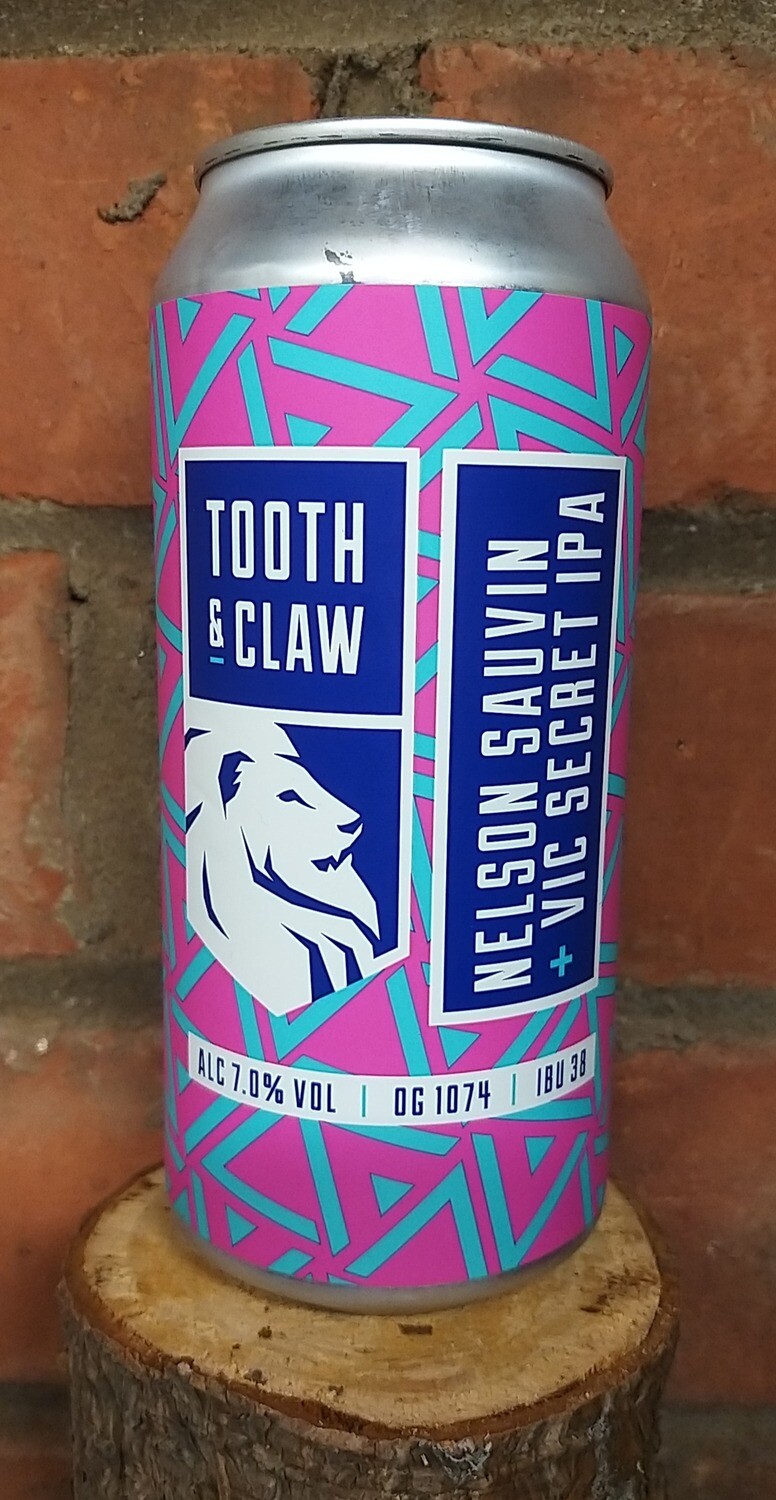 TOOTH
& CLAW
NELSON SAUVIN
+ VIC SECRET IPA
ALC 7.0% VOL | OG 1074 | IBU 38